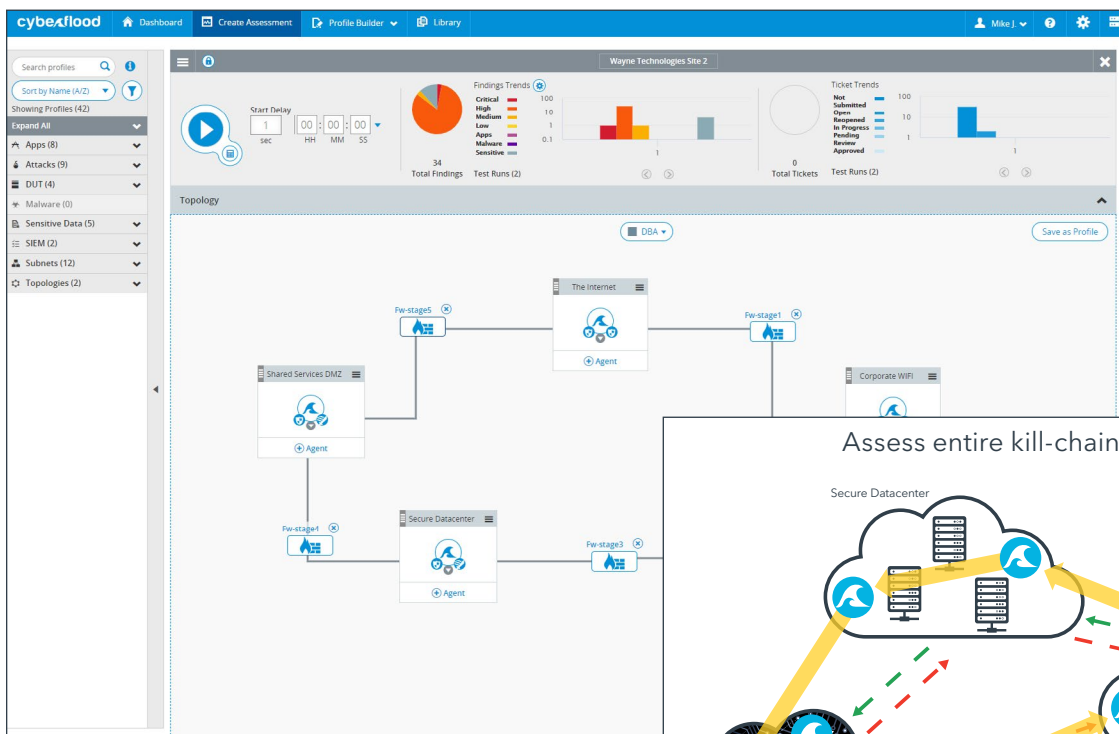 cyberflood
Dashboard
Create Assessment
Profile Builder
Library
Mike J.
Search profiles
Sort by Name (A/Z)
Showing Profiles (42)
Expand All
Apps (8)
Attacks (9)
DUT (4)
Malware (0)
Sensitive Data (5)
SIEM (2)
Subnets (12)
Topologies (2)
Wayne Technologies Site 2
Start Delay
1
sec
00 : 00 : 00
HH MM SS
34
Total Findings
Findings Trends
Critical
High
Medium
Low
Apps
Malware
Sensitive
100
10
1
0.1
1
Test Runs (2)
0
Total Tickets
Ticket Trends
Not
Submitted
Open
Reopened
In Progress
Pending
Review
Approved
100
10
1
1
Test Runs (2)
Topology
DBA
Save as Profile
The Internet
Agent
Fw-stage5
Fw-stage1
Shared Services DMZ
Agent
Corporate WIFI
Fw-stage4
Secure Datacenter
Agent
Fw-stage3
Assess entire kill-chain
Secure Datacenter